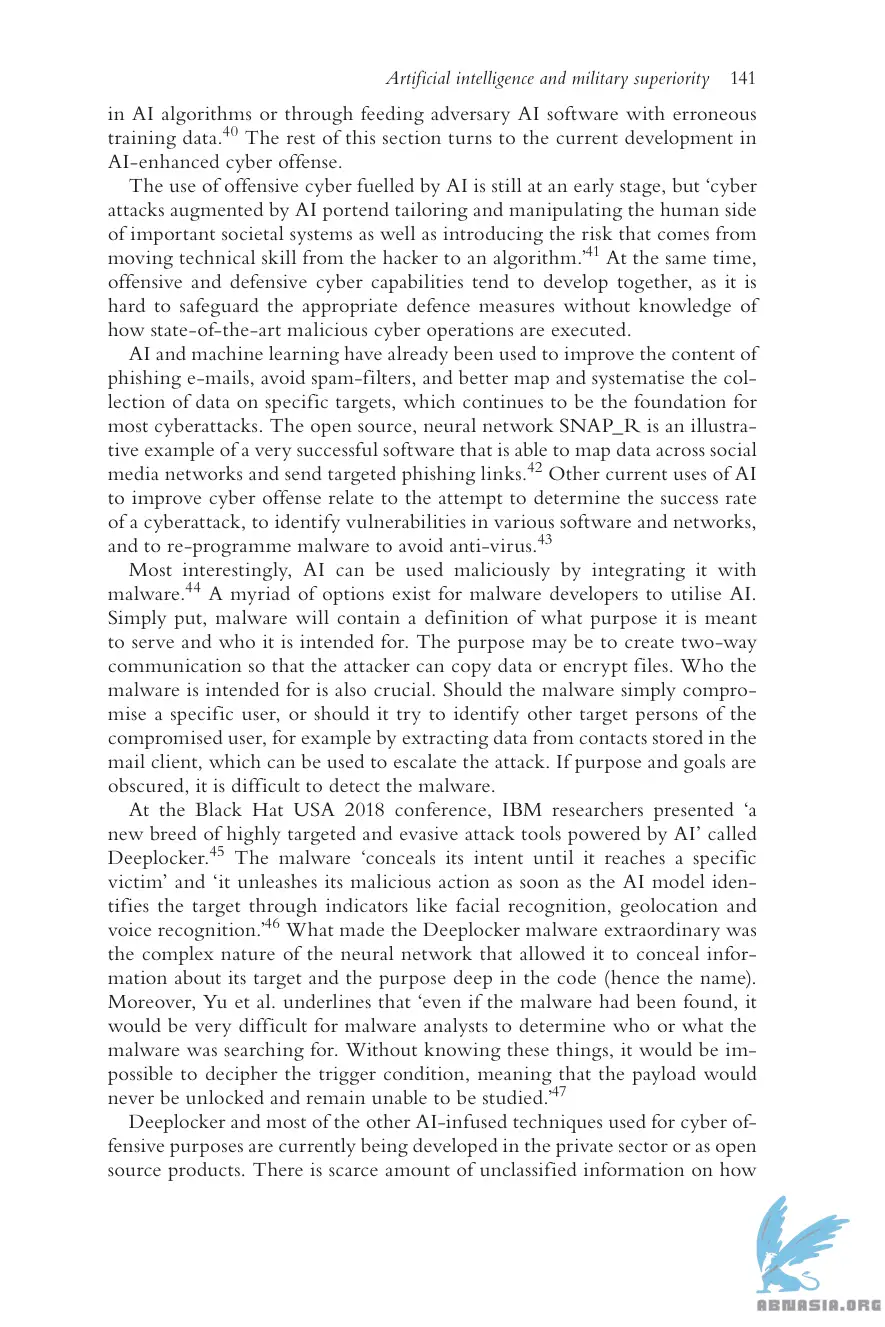 Artificial intelligence and military superiority 141
in AI algorithms or through feeding adversary AI software with erroneous
training data.40 The rest of this section turns to the current development in
AI-enhanced cyber offense.
The use of offensive cyber fuelled by AI is still at an early stage, but ‘cyber
attacks augmented by AI portend tailoring and manipulating the human side
of important societal systems as well as introducing the risk that comes from
moving technical skill from the hacker to an algorithm.’41 At the same time,
offensive and defensive cyber capabilities tend to develop together, as it is
hard to safeguard the appropriate defence measures without knowledge of
how state-of-the-art malicious cyber operations are executed.
AI and machine learning have already been used to improve the content of
phishing e-mails, avoid spam-filters, and better map and systematise the col-
lection of data on specific targets, which continues to be the foundation for
most cyberattacks. The open source, neural network SNAP_R is an illustra-
tive example of a very successful software that is able to map data across social
media networks and send targeted phishing links.42 Other current uses of AI
to improve cyber offense relate to the attempt to determine the success rate
of a cyberattack, to identify vulnerabilities in various software and networks,
and to re-programme malware to avoid anti-virus.43
Most interestingly, AI can be used maliciously by integrating it with
malware.44 A myriad of options exist for malware developers to utilise AI.
Simply put, malware will contain a definition of what purpose it is meant
to serve and who it is intended for. The purpose may be to create two-way
communication so that the attacker can copy data or encrypt files. Who the
malware is intended for is also crucial. Should the malware simply compro-
mise a specific user, or should it try to identify other target persons of the
compromised user, for example by extracting data from contacts stored in the
mail client, which can be used to escalate the attack. If purpose and goals are
obscured, it is difficult to detect the malware.
At the Black Hat USA 2018 conference, IBM researchers presented ‘a
new breed of highly targeted and evasive attack tools powered by AI’ called
Deeplocker.45 The malware ‘conceals its intent until it reaches a specific
victim’ and ‘it unleashes its malicious action as soon as the AI model iden-
tifies the target through indicators like facial recognition, geolocation and
voice recognition.’46 What made the Deeplocker malware extraordinary was
the complex nature of the neural network that allowed it to conceal infor-
mation about its target and the purpose deep in the code (hence the name).
Moreover, Yu et al. underlines that ‘even if the malware had been found, it
would be very difficult for malware analysts to determine who or what the
malware was searching for. Without knowing these things, it would be im-
possible to decipher the trigger condition, meaning that the payload would
never be unlocked and remain unable to be studied.’47
Deeplocker and most of the other AI-infused techniques used for cyber of-
fensive purposes are currently being developed in the private sector or as open
source products. There is scarce amount of unclassified information on how
ABNASIA.ORG